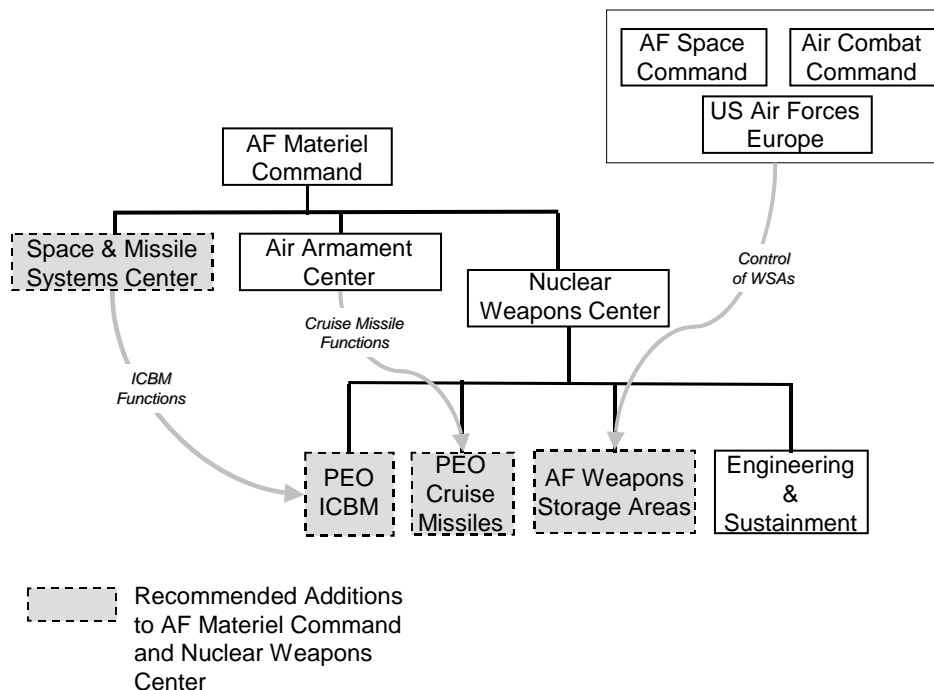 AF Space
Command
Air Combat
Command
US Air Forces
Europe
AF Materiel
Command
Space & Missile
Systems Center
Air Armament
Center
Nuclear
Weapons Center
Control
of WSAs
Cruise Missile
Functions
ICBM
Functions
PEO
ICBM
PEO
Cruise
Missiles
AF Weapons
Storage Areas
Engineering
&
Sustainment
Recommended Additions
to AF Materiel Command
and Nuclear Weapons
Center